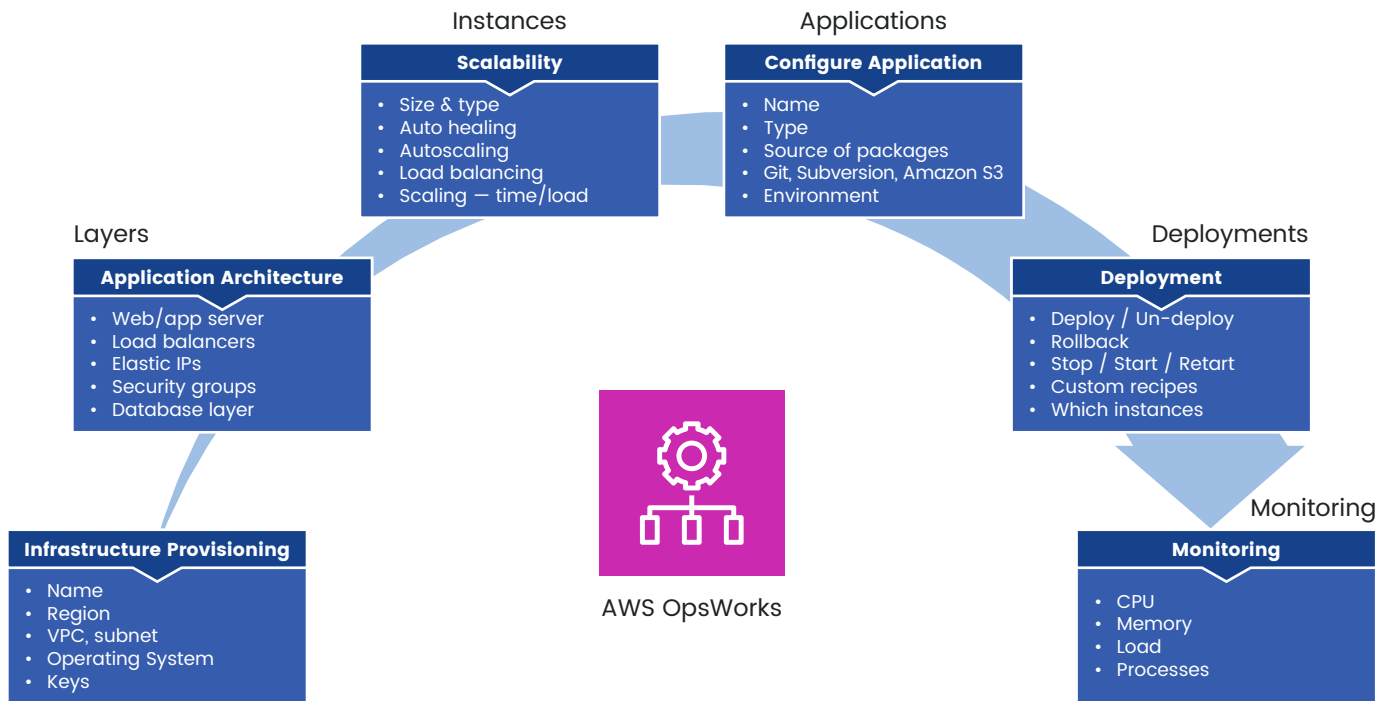 Instances
Scalability
• Size & type
• Auto healing
• Autoscaling
• Load balancing
• Scaling — time/load
Applications
Configure Application
• Name
• Type
• Source of packages
• Git, Subversion, Amazon S3
• Environment
Layers
Application Architecture
• Web/app server
• Load balancers
• Elastic IPs
• Security groups
• Database layer
Deployments
Deployment
• Deploy / Un-deploy
• Rollback
• Stop / Start / Retart
• Custom recipes
• Which instances
Infrastructure Provisioning
• Name
• Region
• VPC, subnet
• Operating System
• Keys
AWS OpsWorks
Monitoring
Monitoring
• CPU
• Memory
• Load
• Processes